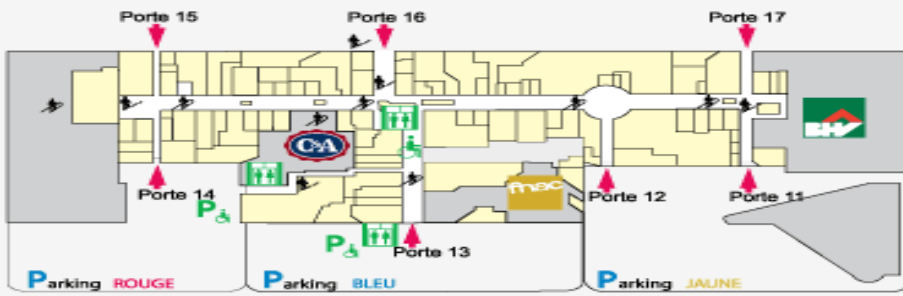 Porte 15
Porte 16
Porte 17
BHV
C&A
Porte 14
fnac
Porte 12
Porte 11
P
Porte 13
P
Parking ROUGE
Parking BLEU
Parking JAUNE